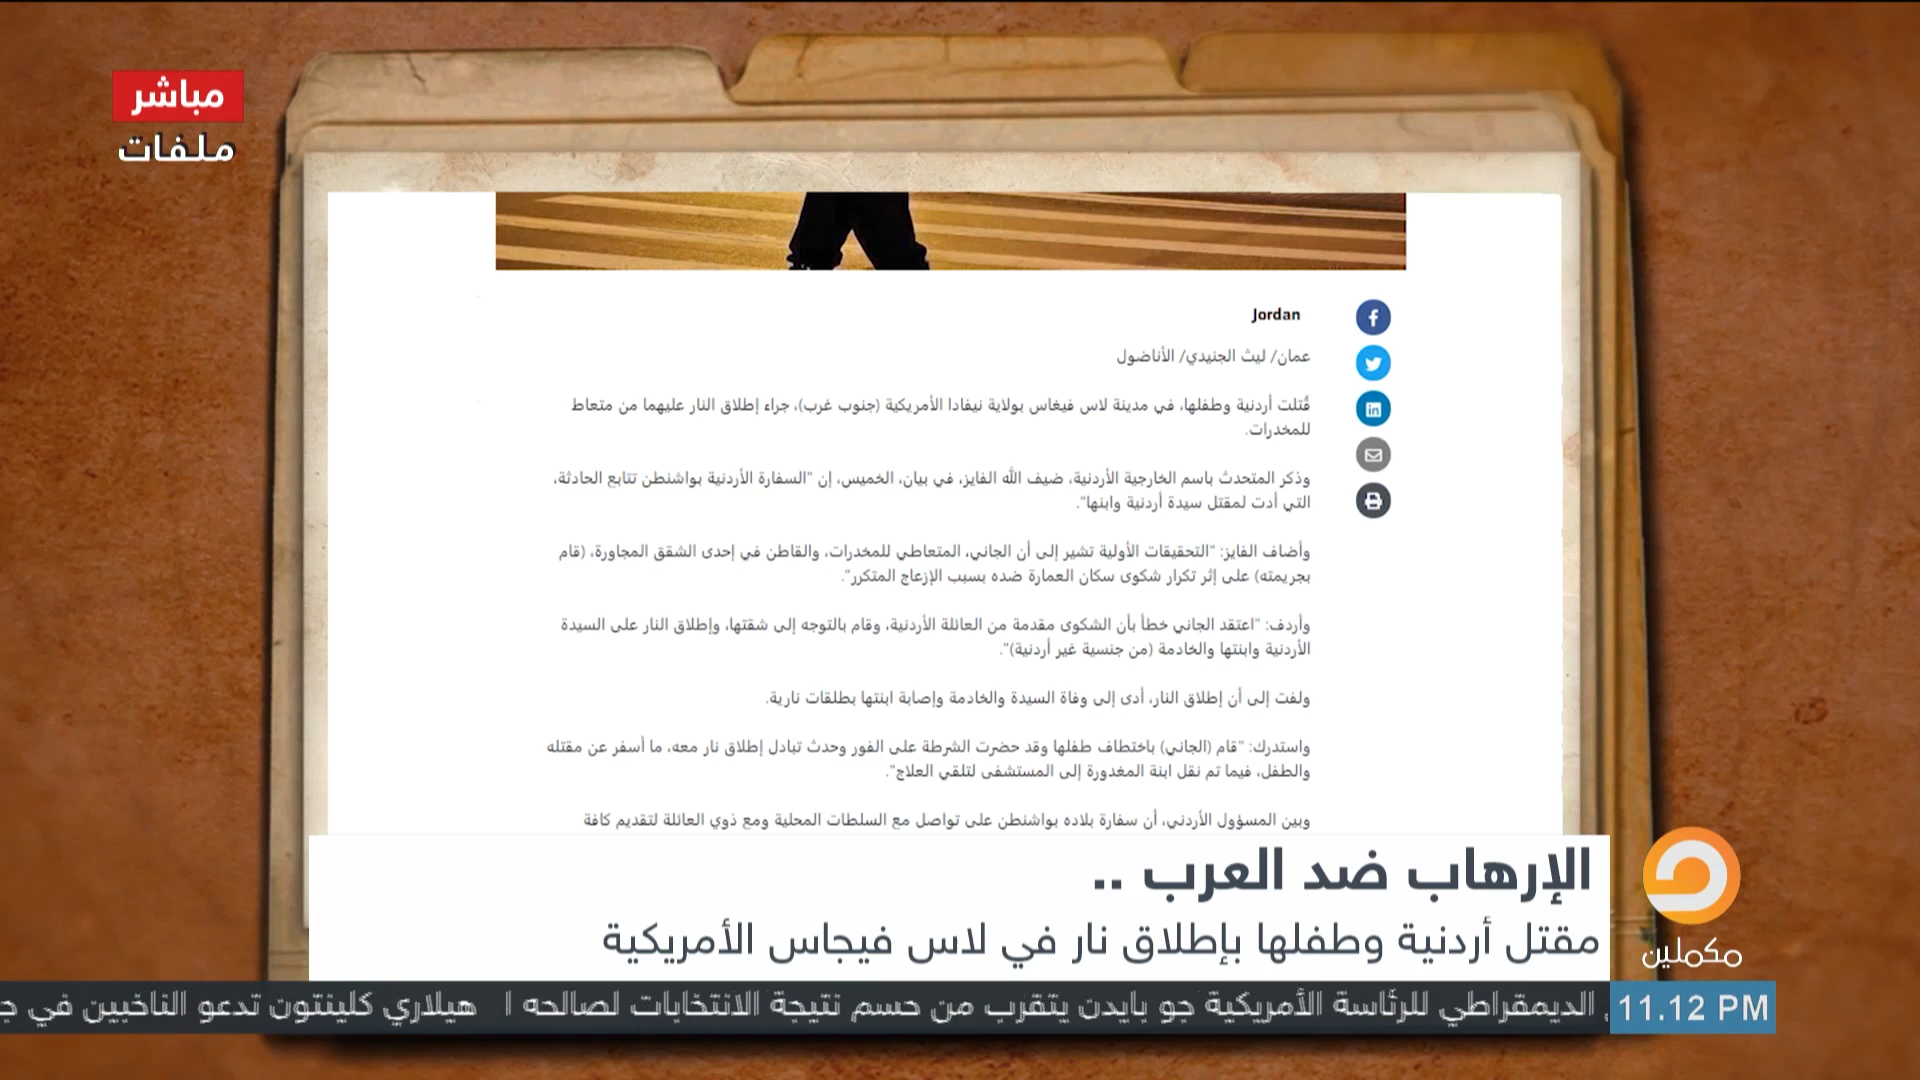 مباشر
ملفات
Jordan
عمان/ ليث الجنيدي/ الأناضول
قُتلت أردنية وطفلها، في مدينة لاس فيغاس بولاية نيفادا الأمريكية (جنوب غرب)، جراء إطلاق النار عليهما من متعاط
للمخدرات.
وذكر المتحدث باسم الخارجية الأردنية، ضيف الله الفايز، في بيان، الخميس، إن "السفارة الأردنية بواشنطن تتابع الحادثة،
التي أدت لمقتل سيدة أردنية وابنها".
وأضاف الفايز: "التحقيقات الأولية تشير إلى أن الجاني، المتعاطي للمخدرات، والقاطن في إحدى الشقق المجاورة، (قام
بجريمته) على إثر تكرار شكوى سكان العمارة ضده بسبب الإزعاج المتكرر".
وأردف: "اعتقد الجاني خطأ بأن الشكوى مقدمة من العائلة الأردنية، وقام بالتوجه إلى شقتها، وإطلاق النار على السيدة
الأردنية وابنتها والخادمة (من جنسية غير أردنية)".
ولفت إلى أن إطلاق النار، أدى إلى وفاة السيدة والخادمة وإصابة ابنتها بطلقات نارية.
واستدرك: "قام (الجاني) باختطاف طفلها وقد حضرت الشرطة على الفور وحدث تبادل إطلاق نار معه، ما أسفر عن مقتله
والطفل، فيما تم نقل ابنة المغدورة إلى المستشفى لتلقي العلاج".
وبين المسؤول الأردني، أن سفارة بلاده بواشنطن على تواصل مع السلطات المحلية ومع ذوي العائلة لتقديم كافة
الإرهاب ضد العرب ..
مقتل أردنية وطفلها بإطلاق نار في لاس فيجاس الأمريكية
مكملين
الديمقراطي للرئاسة الأمريكية جو بايدن يتقرب من حسم نتيجة الانتخابات لصالحه ا هيلاري كلينتون تدعو الناخبين في
11.12 PM